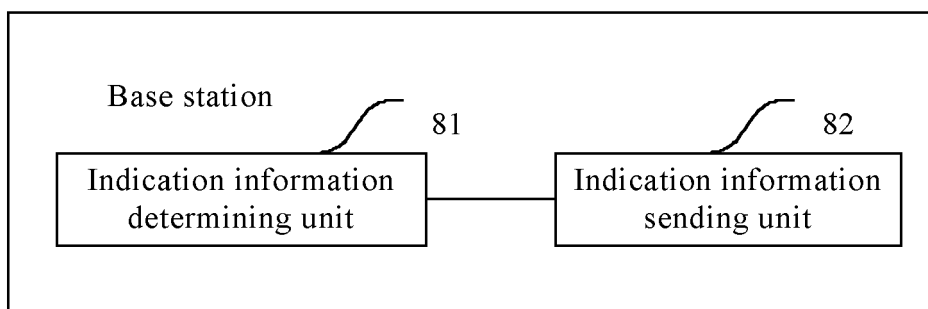 Base station
81
82
Indication information
determining unit
Indication information
sending unit